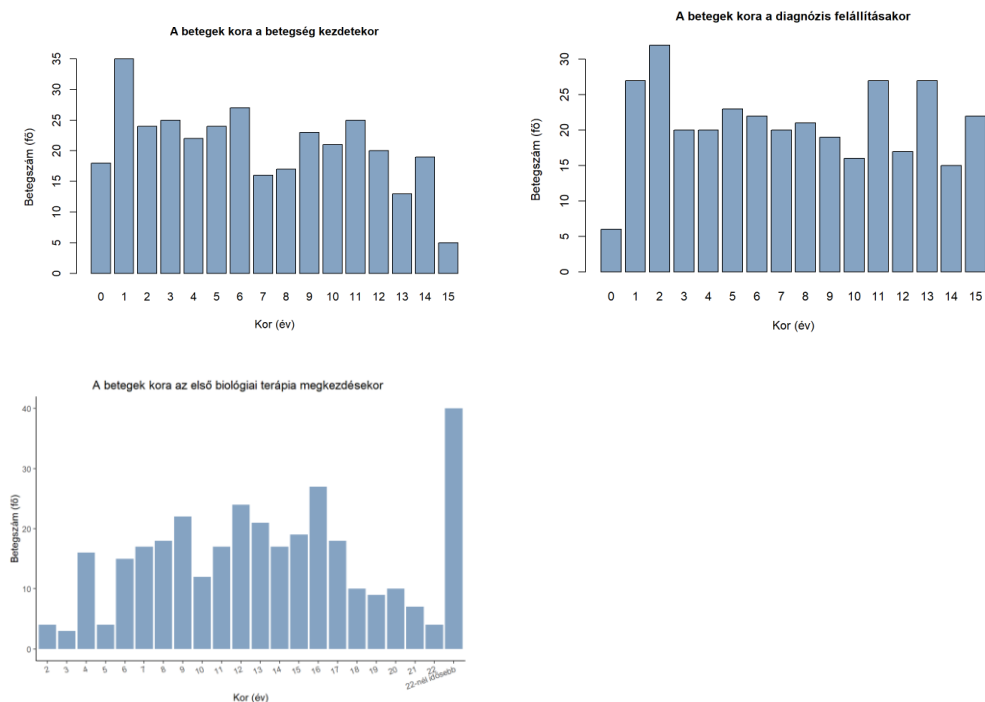 A betegek kora a betegség kezdetekor
Betegszám (fő)
35
30
25
20
15
10
5
0
0 1 2 3 4 5 6 7 8 9 10 11 12 13 14 15
Kor (év)
A betegek kora a diagnózis felállításakor
Betegszám (fő)
30
25
20
15
10
5
0
0 1 2 3 4 5 6 7 8 9 10 11 12 13 14 15
Kor (év)
A betegek kora az első biológiai terápia megkezdésekor
Betegszám (fő)
40
30
20
10
0
2 3 4 5 6 7 8 9 10 11 12 13 14 15 16 17 18 19 20 21 22 22-nél idősebb
Kor (év)